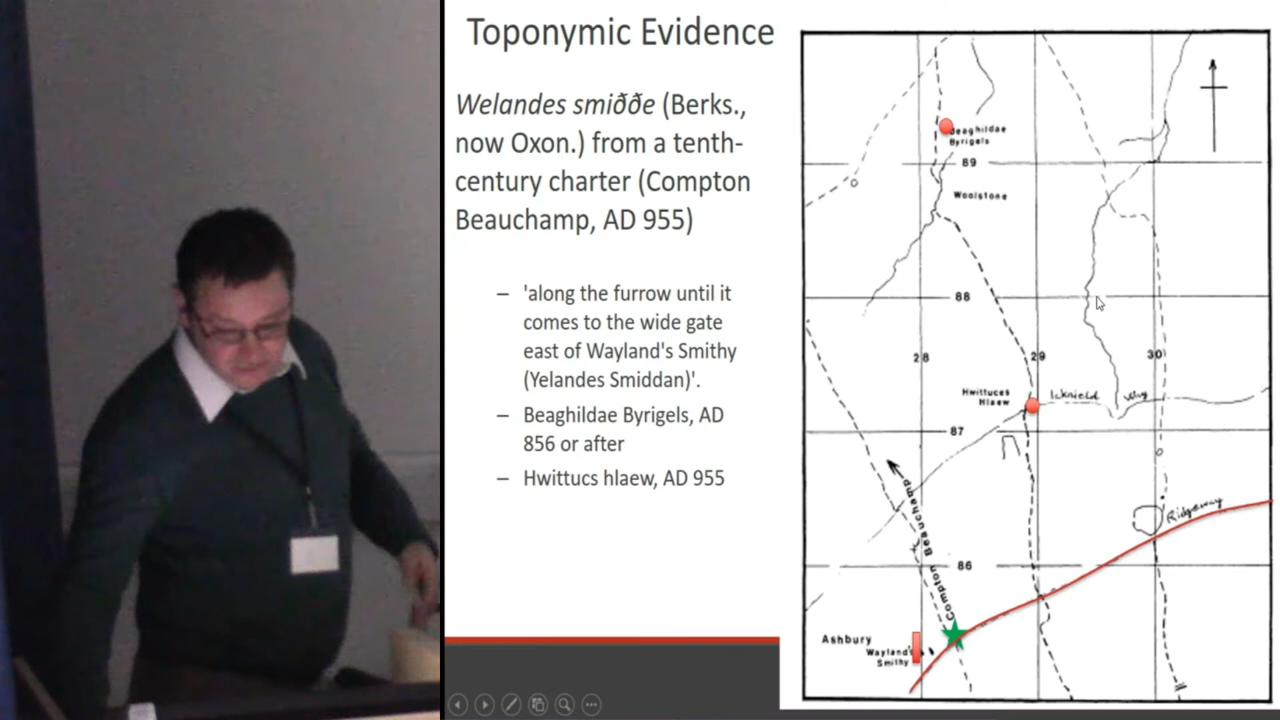 Toponymic Evidence
Welandes smiððe (Berks.,
now Oxon.) from a tenth-
century charter (Compton
Beauchamp, AD 955)
– 'along the furrow until it
comes to the wide gate
east of Wayland's Smithy
(Yelandes Smiddan)'.
– Beaghildae Byrigels, AD
856 or after
– Hwittucs hlaew, AD 955
Beaghildae
Byrigels
89
Woolstone
88
28
29
30
Hwittuces
Hlaew
Icknield Way
87
Compton Beauchamp
Ridgeway
86
Ashbury
Wayland's
Smithy